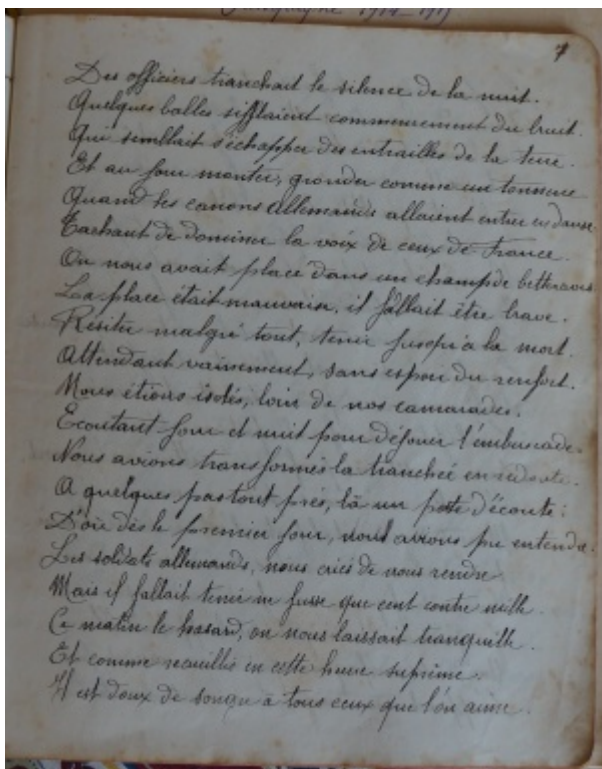 Campagne 1914-1917
7
Des officiers tranchait le silence de la nuit.
Quelques balles sifflaient commencement du bruit.
Qui semblait s'échapper des entrailles de la terre.
Et au jour monter, gronder comme un tonnerre
Quand les canons Allemands allaient entrer en danse
Tachant de dominer la voix de ceux de France.
On nous avait placé dans un champ de betteraves
La place était mauvaise, il fallait être brave.
Résiter malgré tout, tenir jusqu'à la mort.
Attendant vainement, sans espoir du renfort.
Nous étions isolés, loin de nos camarades.
Ecoutant jour et nuit pour déjouer l'embuscade.
Nous avions transformés la tranchée en redoute.
A quelques pas tout près, là un poste d'écoute:
D'où dès le premier jour, nous avions pu entendre.
Les soldats allemands, nous criés de nous rendre
Mais il fallait tenir ne fusse que cent contre mille.
Ce matin le hasard, on nous laissait tranquille.
Et comme recueillis en cette heure suprême.
Il est doux de songer à tous ceux que l'on aime.